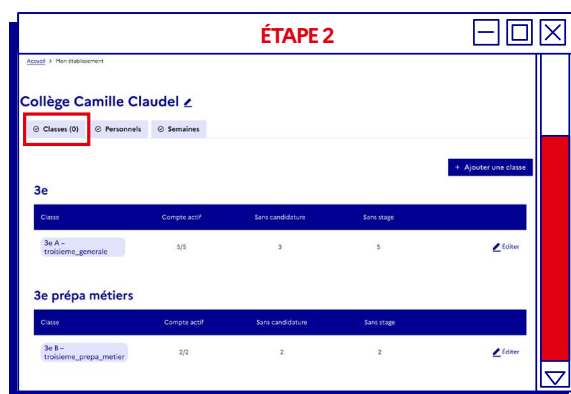 ÉTAPE 2
Accueil > Mon établissement
Collège Camille Claudel
Classes (0) Personnels Semaines
+ Ajouter une classe
3e
Classe Compte actif Sans candidature Sans stage
3e A – troisieme_generale 5/5 3 5 Éditer
3e prépa métiers
Classe Compte actif Sans candidature Sans stage
3e B – troisieme_prepa_metier 2/2 2 2 Éditer